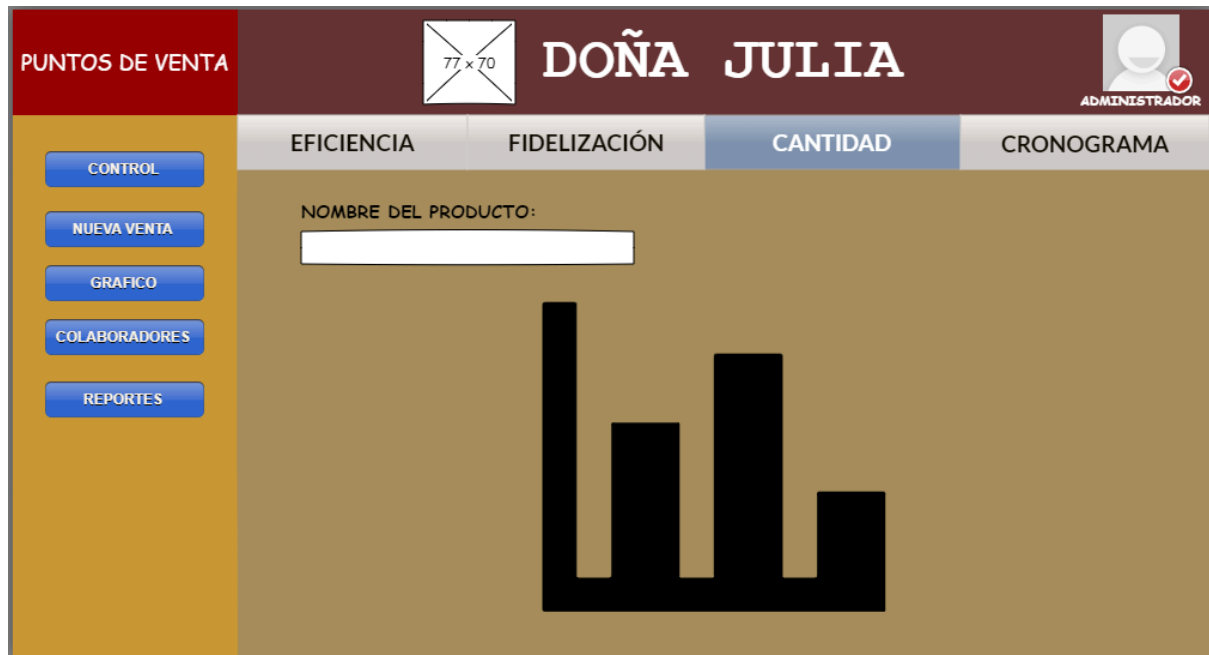 PUNTOS DE VENTA
77 x 70
DOÑA JULIA
ADMINISTRADOR
EFICIENCIA
FIDELIZACIÓN
CANTIDAD
CRONOGRAMA
CONTROL
NUEVA VENTA
GRAFICO
COLABORADORES
REPORTES
NOMBRE DEL PRODUCTO: